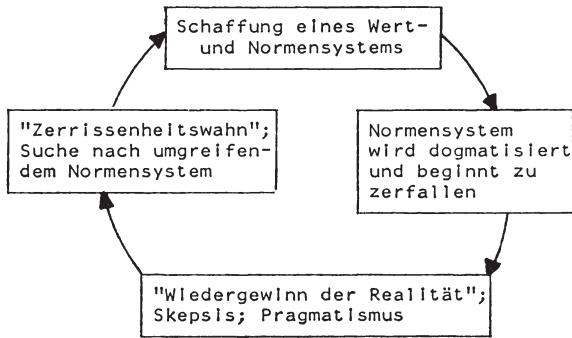 Schaffung eines Wert-
und Normensystems
"Zerrissenheitswahn";
Suche nach umgreifen-
dem Normensystem
Normensystem
wird dogmatisiert
und beginnt zu
zerfallen
"Wiedergewinn der Realität";
Skepsis; Pragmatismus